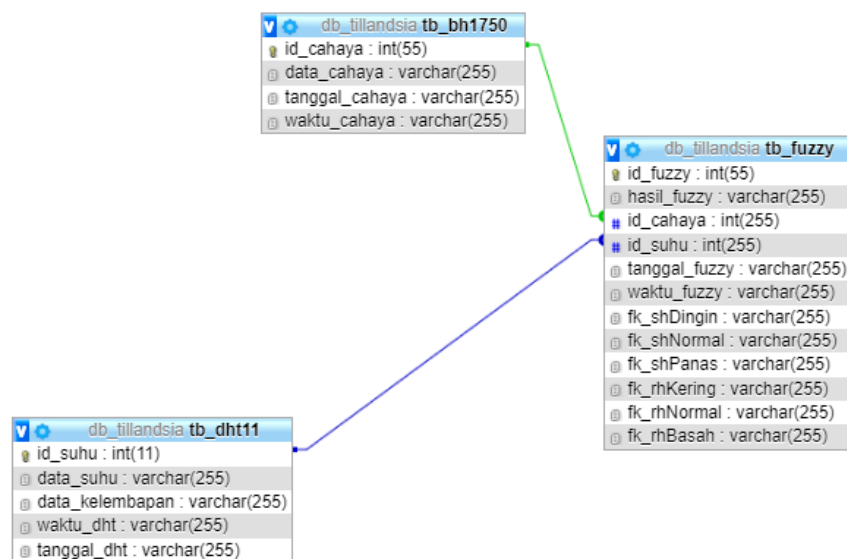 db_tillandsia tb_bh1750
id_cahaya : int(55)
data_cahaya : varchar(255)
tanggal_cahaya : varchar(255)
waktu_cahaya : varchar(255)
db_tillandsia tb_fuzzy
id_fuzzy : int(55)
hasil_fuzzy : varchar(255)
# id_cahaya : int(255)
# id_suhu : int(255)
tanggal_fuzzy : varchar(255)
waktu_fuzzy : varchar(255)
fk_shDingin : varchar(255)
fk_shNormal : varchar(255)
fk_shPanas : varchar(255)
fk_rhKering : varchar(255)
fk_rhNormal : varchar(255)
fk_rhBasah : varchar(255)
db_tillandsia tb_dht11
id_suhu : int(11)
data_suhu : varchar(255)
data_kelembapan : varchar(255)
waktu_dht : varchar(255)
tanggal_dht : varchar(255)